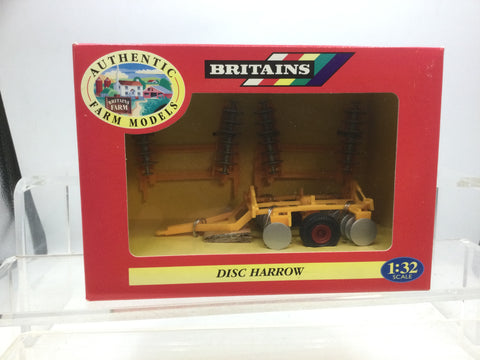 AUTHENTIC
FARM MODELS
BRITAINS
FARM
BRITAINS
DISC HARROW
1:32
SCALE